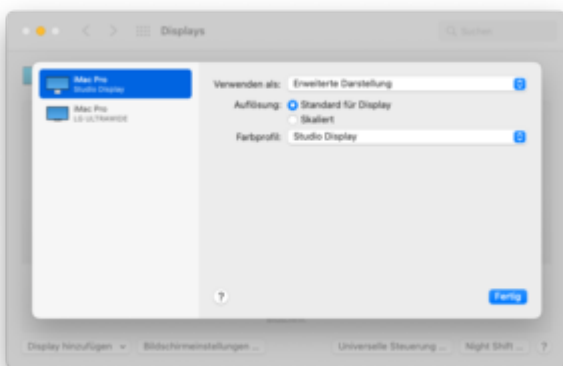 Displays
Suchen
iMac Pro
Studio Display
iMac Pro
LG ULTRAWIDE
Verwenden als: Erweiterte Darstellung
Auflösung: Standard für Display
Skaliert
Farbprofil: Studio Display
?
Fertig
Display hinzufügen
Bildschirmeinstellungen ...
Universelle Steuerung ...
Night Shift ...
?